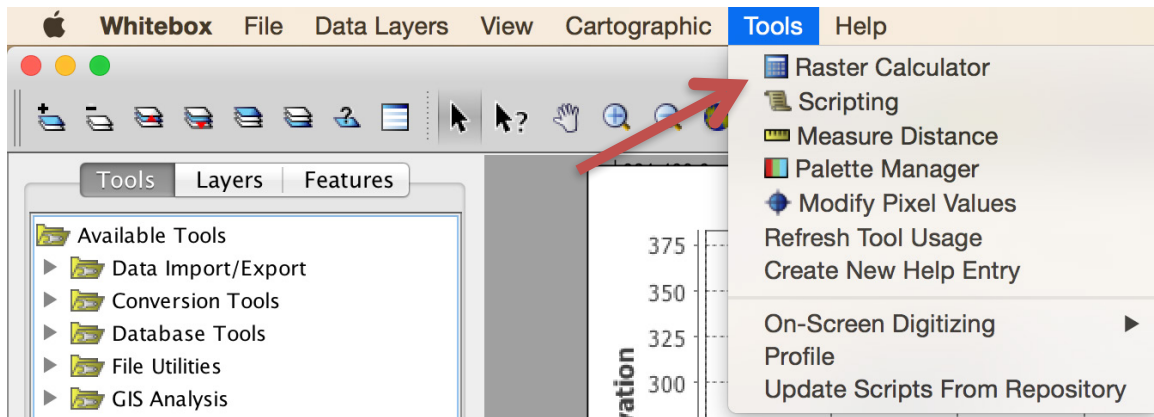 Whitebox File Data Layers View Cartographic Tools Help
Raster Calculator
Scripting
Measure Distance
Palette Manager
Modify Pixel Values
Refresh Tool Usage
Create New Help Entry
On-Screen Digitizing
Profile
Update Scripts From Repository
?
Tools Layers Features
Available Tools
Data Import/Export
Conversion Tools
Database Tools
File Utilities
GIS Analysis
375
350
325
300